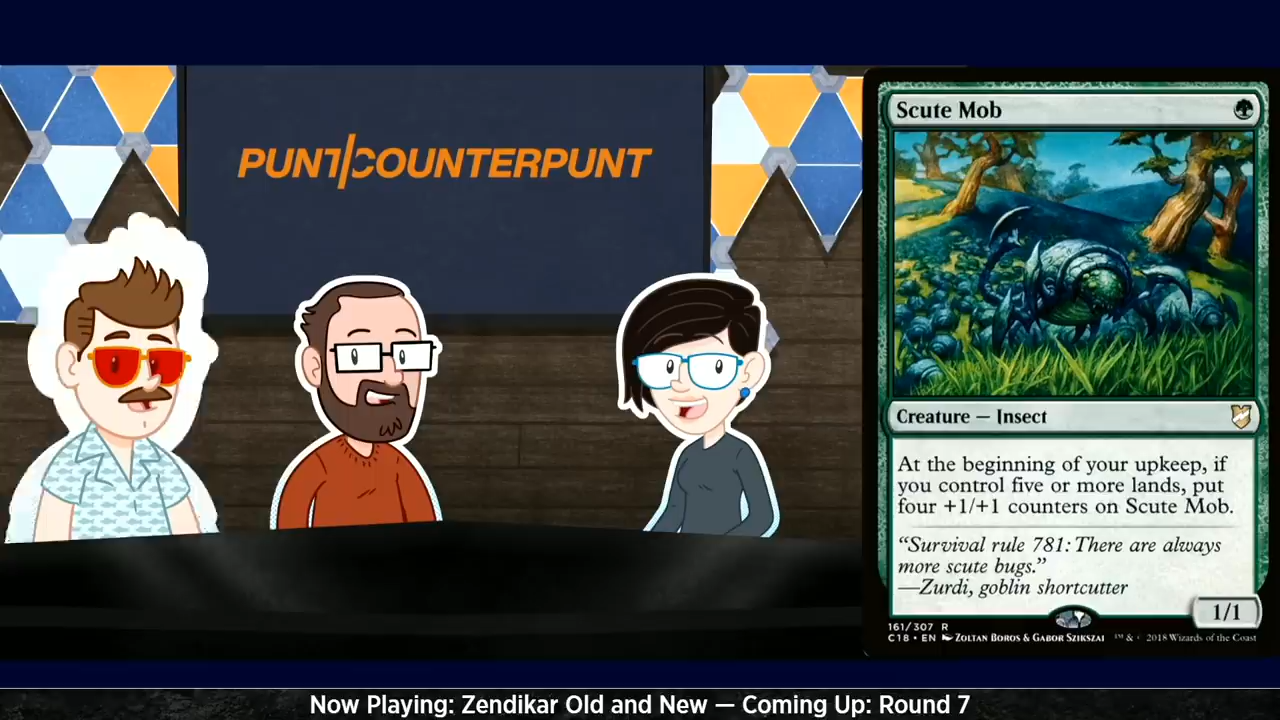 PUNT/COUNTERPUNT
Scute Mob
Creature — Insect
At the beginning of your upkeep, if
you control five or more lands, put
four +1/+1 counters on Scute Mob.
“Survival rule 781: There are always
more scute bugs.”
—Zurdi, goblin shortcutter
1/1
161/307 R
C18 • EN Zoltan Boros & Gabor Szikszai ™ & © 2018 Wizards of the Coast
Now Playing: Zendikar Old and New — Coming Up: Round 7